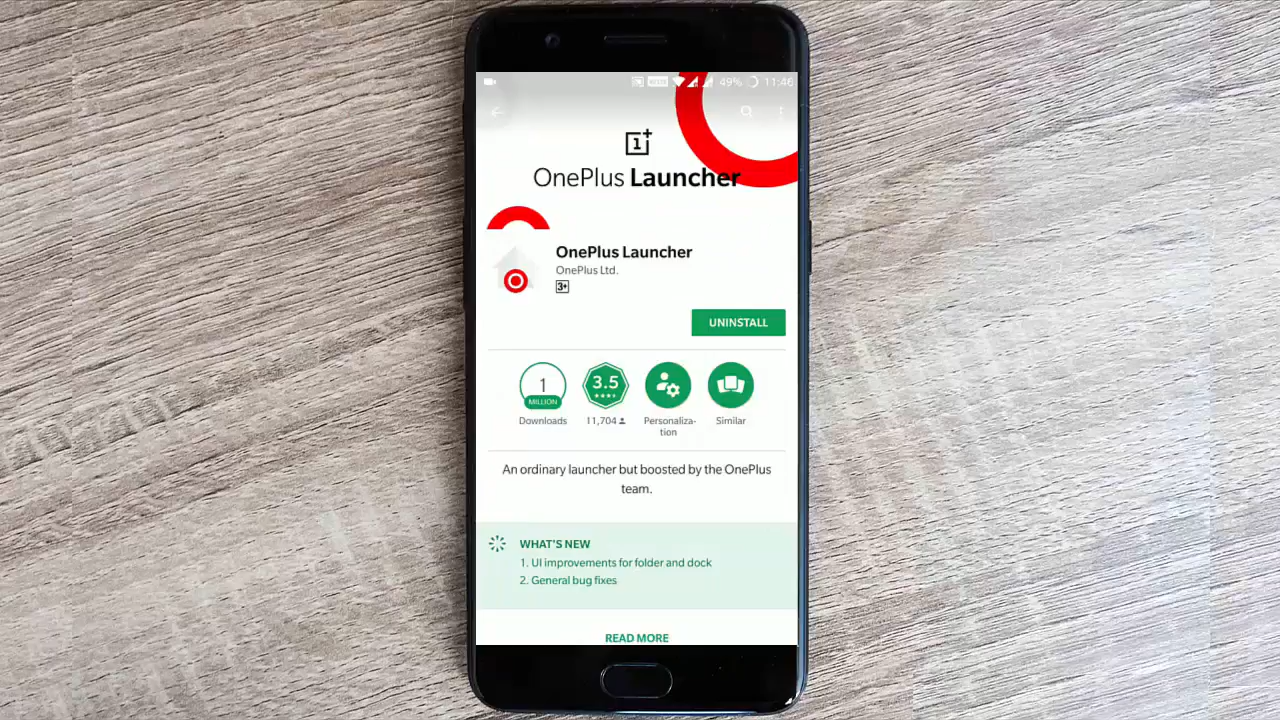 49% 11:46
1+
OnePlus Launcher
OnePlus Launcher
OnePlus Ltd.
3+
UNINSTALL
1
MILLION
Downloads
3.5
11,704
Personaliza-
tion
Similar
An ordinary launcher but boosted by the OnePlus
team.
WHAT'S NEW
1. UI improvements for folder and dock
2. General bug fixes
READ MORE